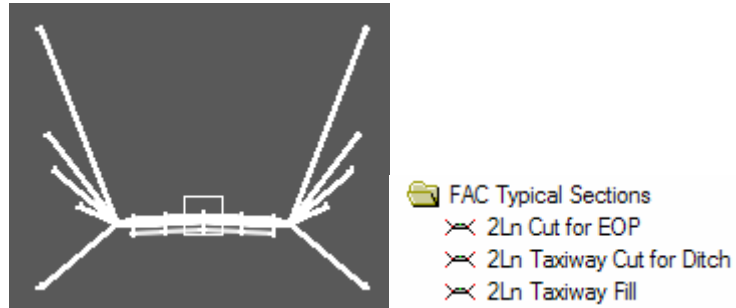 FAC Typical Sections
2Ln Cut for EOP
2Ln Taxiway Cut for Ditch
2Ln Taxiway Fill